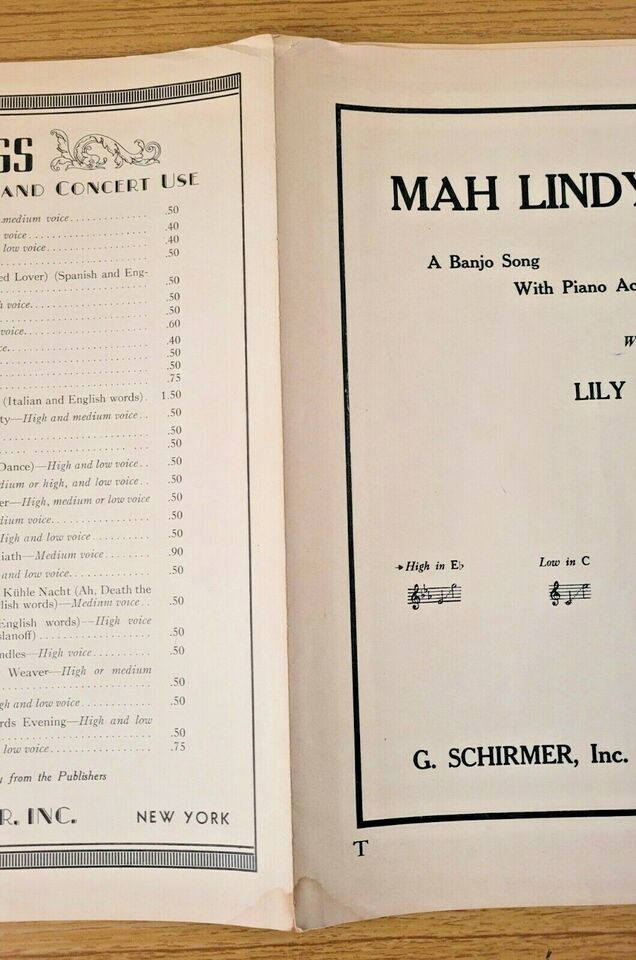 GS
AND CONCERT USE
medium voice............ .50
voice................. .40
low voice............... .40
.50
ed Lover) (Spanish and Eng-
.50
h voice................. .50
.50
voice.................. .60
ce................... .40
.50
.50
.75
(Italian and English words). 1.50
ty—High and medium voice.. .50
.50
.50
Dance)—High and low voice.. .50
dium or high, and low voice.. .50
er—High, medium or low voice .50
dium voice................ .50
High and low voice......... .50
iath—Medium voice........ .90
and low voice............. .50
Kühle Nacht (Ah, Death the
lish words)—Medium voice.. .50
English words)—High voice
slanoff)................. .50
ndles—High voice.......... .50
Weaver—High or medium
.50
gh and low voice........... .50
rds Evening—High and low
.50
low voice................ .75
y from the Publishers
R, INC. NEW YORK
MAH LINDY
A Banjo Song
With Piano Ac
W
LILY
High in E♭ Low in C
G. SCHIRMER, Inc.
T